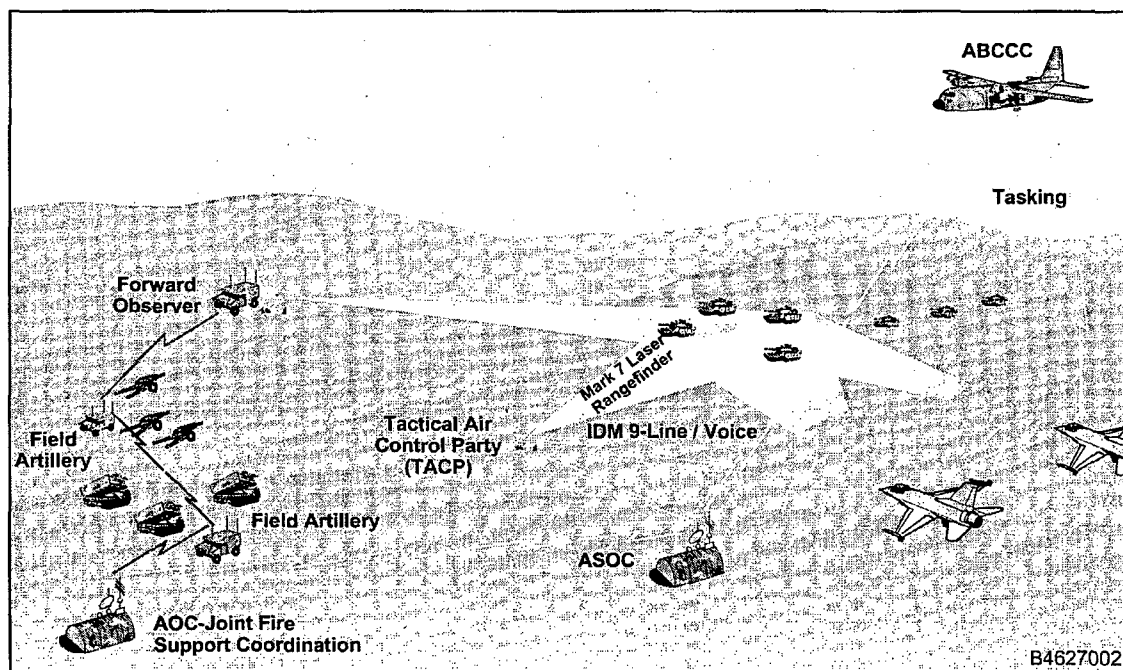 ABCCC
Tasking
Forward
Observer
Mark 7 Laser
Rangefinder
Tactical Air
Control Party
(TACP)
IDM 9-Line / Voice
Field
Artillery
Field Artillery
ASOC
AOC-Joint Fire
Support Coordination
B4627002